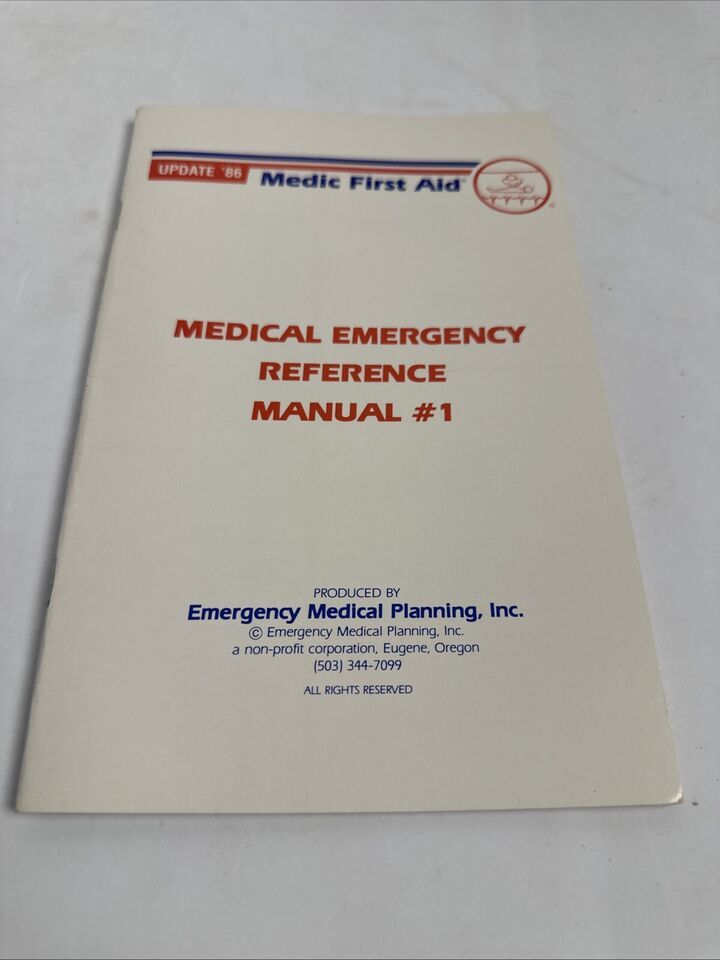 UPDATE '86
Medic First Aid
MEDICAL EMERGENCY
REFERENCE
MANUAL #1
PRODUCED BY
Emergency Medical Planning, Inc.
© Emergency Medical Planning, Inc.
a non-profit corporation, Eugene, Oregon
(503) 344-7099
ALL RIGHTS RESERVED